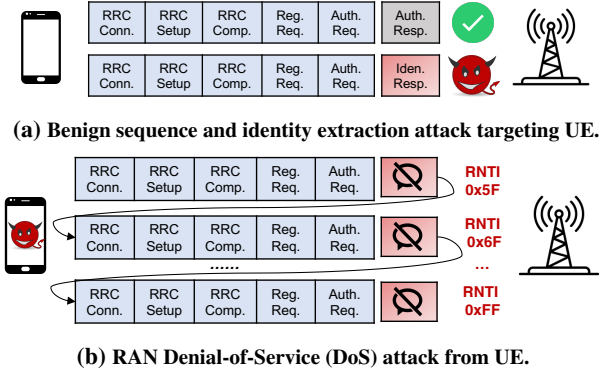 RRC Conn. RRC Setup RRC Comp. Reg. Req. Auth. Req. Auth. Resp.
RRC Conn. RRC Setup RRC Comp. Reg. Req. Auth. Req. Iden. Resp.
(a) Benign sequence and identity extraction attack targeting UE.
RRC Conn. RRC Setup RRC Comp. Reg. Req. Auth. Req. RNTI 0x5F
RRC Conn. RRC Setup RRC Comp. Reg. Req. Auth. Req. RNTI 0x6F
...... ...
RRC Conn. RRC Setup RRC Comp. Reg. Req. Auth. Req. RNTI 0xFF
(b) RAN Denial-of-Service (DoS) attack from UE.